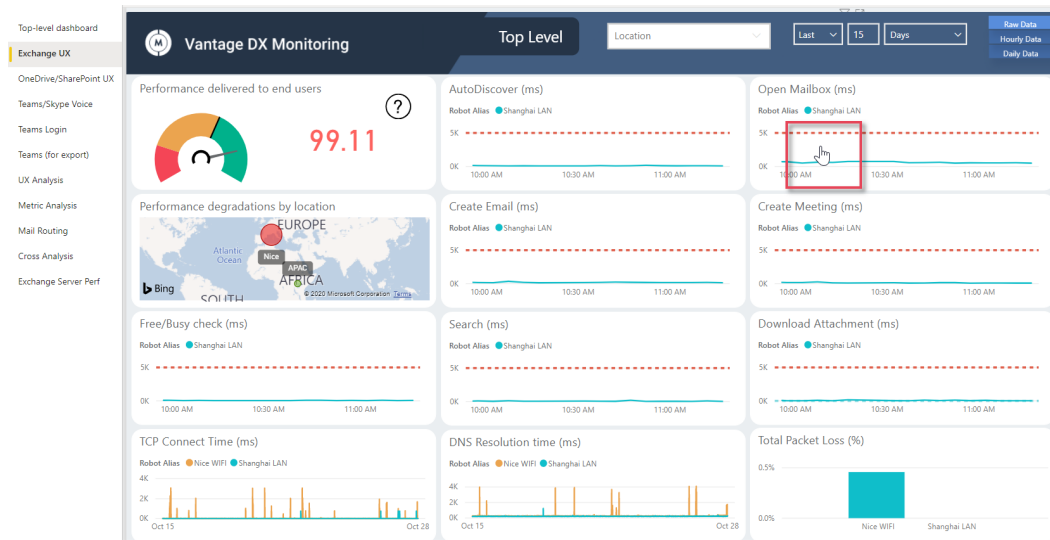 Top-level dashboard
Exchange UX
OneDrive/SharePoint UX
Teams/Skype Voice
Teams Login
Teams (for export)
UX Analysis
Metric Analysis
Mail Routing
Cross Analysis
Exchange Server Perf
M Vantage DX Monitoring
Top Level
Location
Last 15 Days
Raw Data
Hourly Data
Daily Data
Performance delivered to end users
?
99.11
AutoDiscover (ms)
Robot Alias Shanghai LAN
5K
0K
10:00 AM 10:30 AM 11:00 AM
Open Mailbox (ms)
Robot Alias Shanghai LAN
5K
0K
10:00 AM 10:30 AM 11:00 AM
Performance degradations by location
EUROPE
Atlantic
Ocean
Nice
APAC
AFRICA
Bing
SOUTH
© 2020 Microsoft Corporation Terms
Create Email (ms)
Robot Alias Shanghai LAN
5K
0K
10:00 AM 10:30 AM 11:00 AM
Create Meeting (ms)
Robot Alias Shanghai LAN
5K
0K
10:00 AM 10:30 AM 11:00 AM
Free/Busy check (ms)
Robot Alias Shanghai LAN
5K
0K
10:00 AM 10:30 AM 11:00 AM
Search (ms)
Robot Alias Shanghai LAN
5K
0K
10:00 AM 10:30 AM 11:00 AM
Download Attachment (ms)
Robot Alias Shanghai LAN
5K
0K
10:00 AM 10:30 AM 11:00 AM
TCP Connect Time (ms)
Robot Alias Nice WIFI Shanghai LAN
4K
2K
0K
Oct 15 Oct 28
DNS Resolution time (ms)
Robot Alias Nice WIFI Shanghai LAN
4K
2K
0K
Oct 15 Oct 28
Total Packet Loss (%)
0.5%
0.0%
Nice WIFI Shanghai LAN